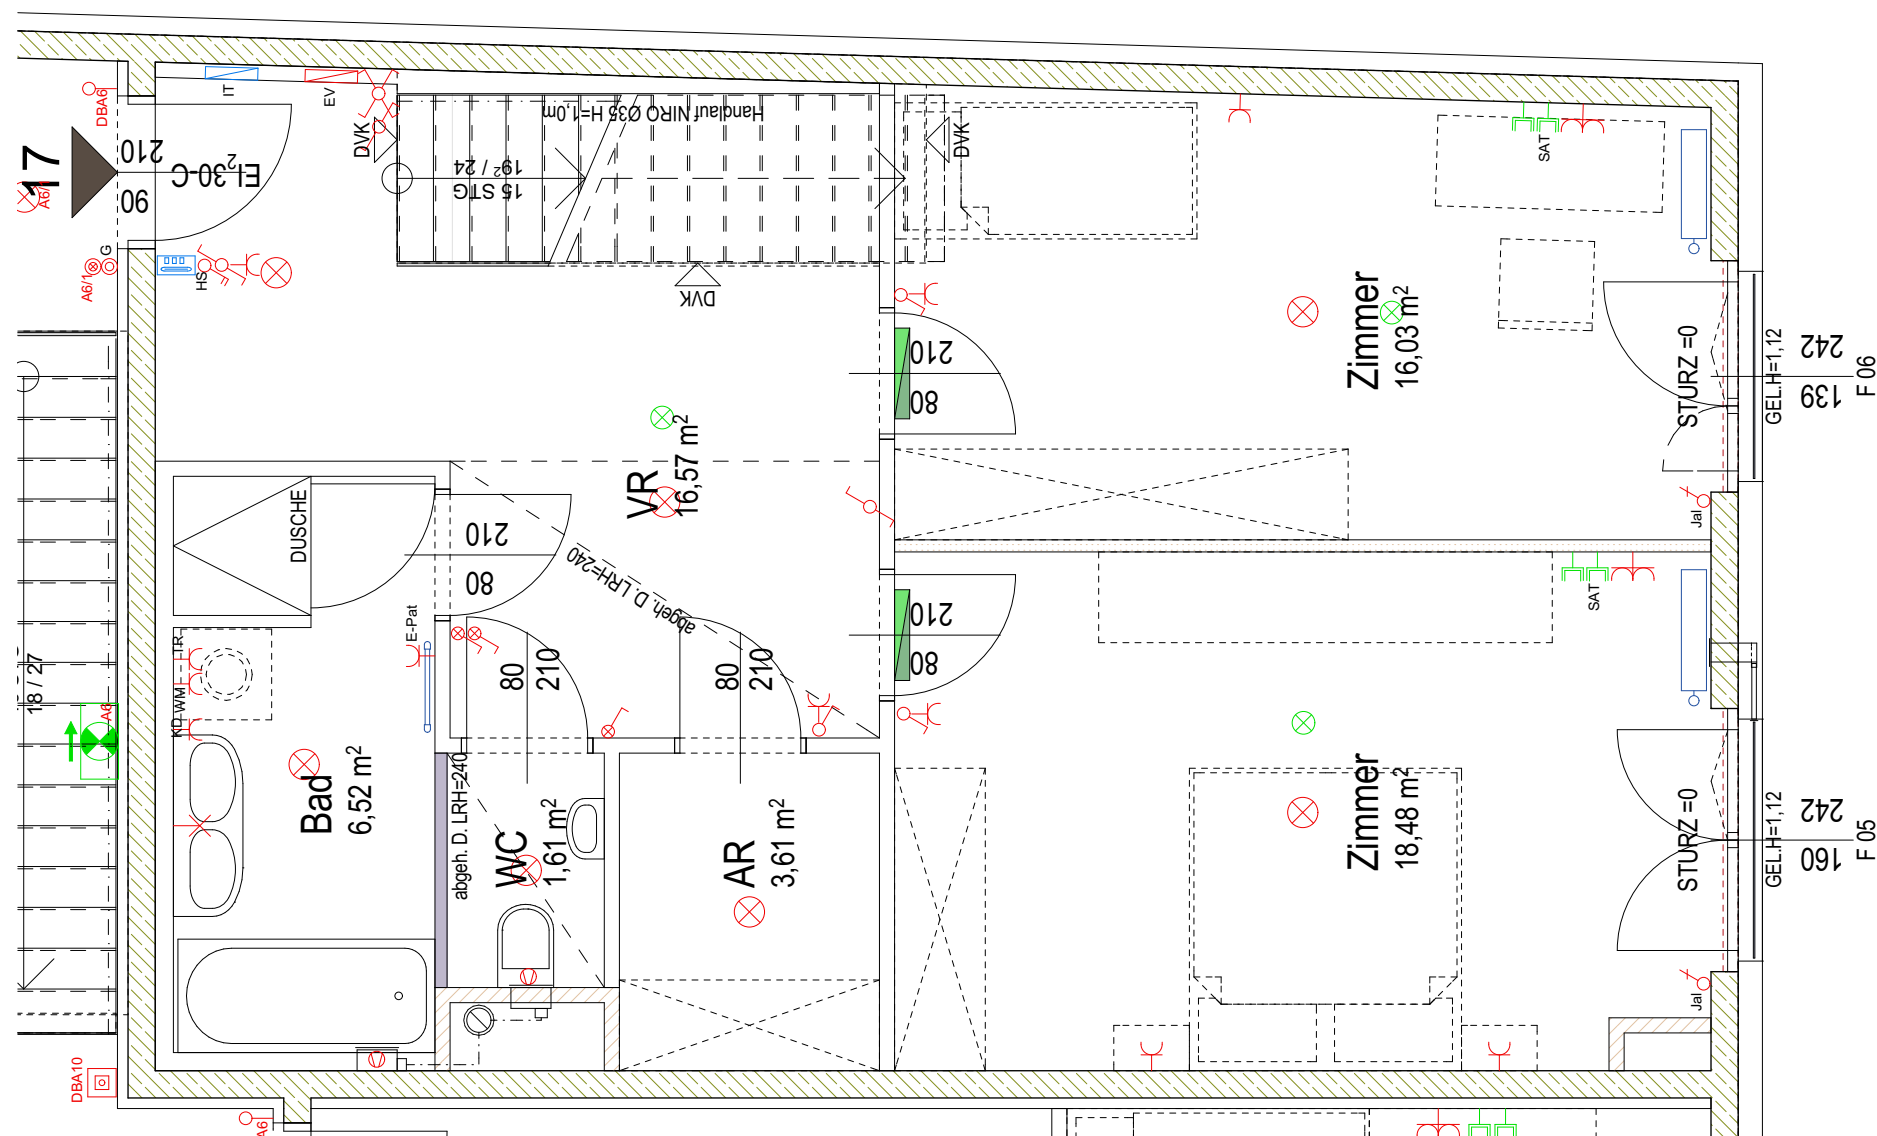 17
A6/1
DBA6
210
90
EI₂30-C
IT
EV
A6/1
G
HS
DVK
Handlauf NIRO Ø35 H=1,0m
15 STG
19² / 24
DVK
DVK
SAT
Zimmer
16,03 m²
210
80
STURZ =0
GEL.H=1,12
242
139
F 06
Jal
VR
16,57 m²
DUSCHE
210
80
abgeh. D. LRH=240
E-Pat
TR
WM
KD
18 / 27
A6
Bad
6,52 m²
80
210
80
210
abgeh. D. LRH=240
WC
1,61 m²
AR
3,61 m²
210
80
SAT
Zimmer
18,48 m²
STURZ =0
GEL.H=1,12
242
160
F 05
Jal
DBA10
A6